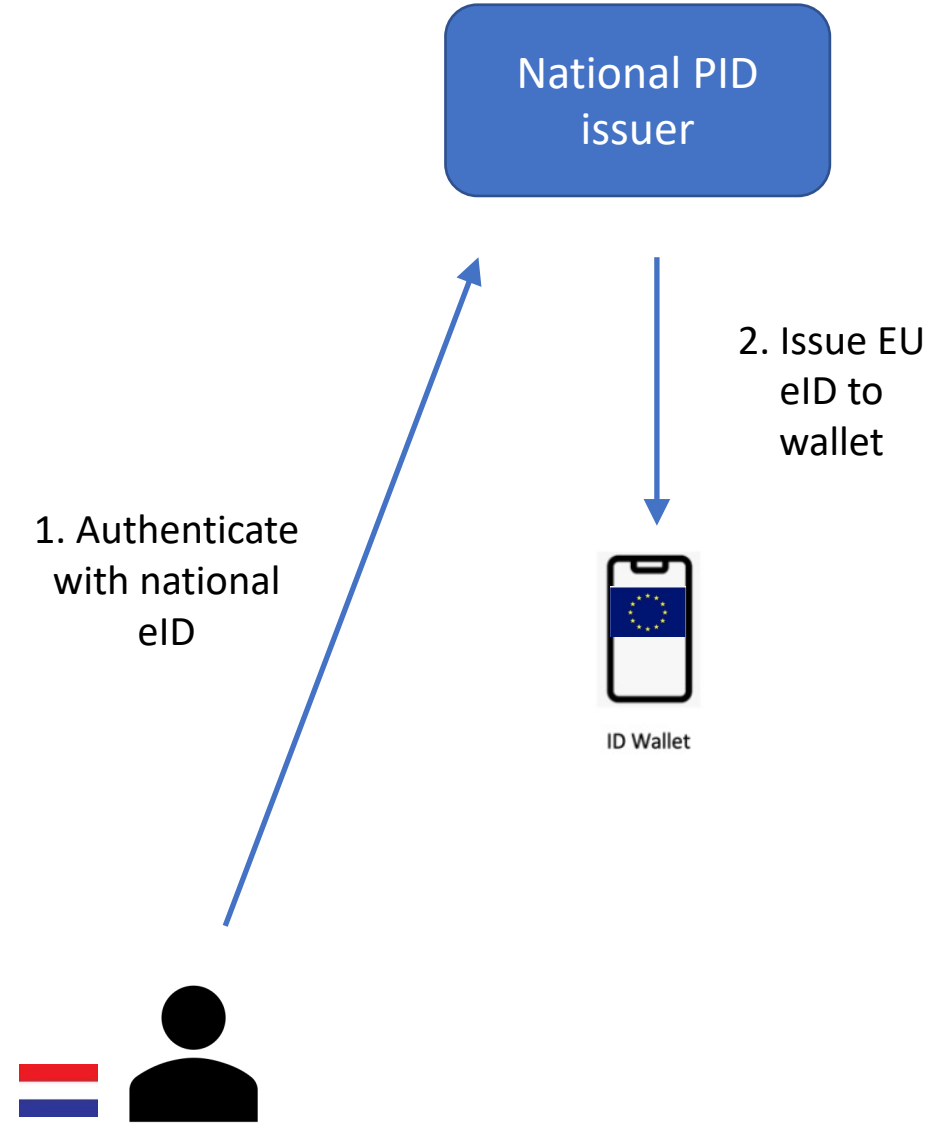 National PID
issuer
2. Issue EU
eID to
wallet
1. Authenticate
with national
eID
ID Wallet